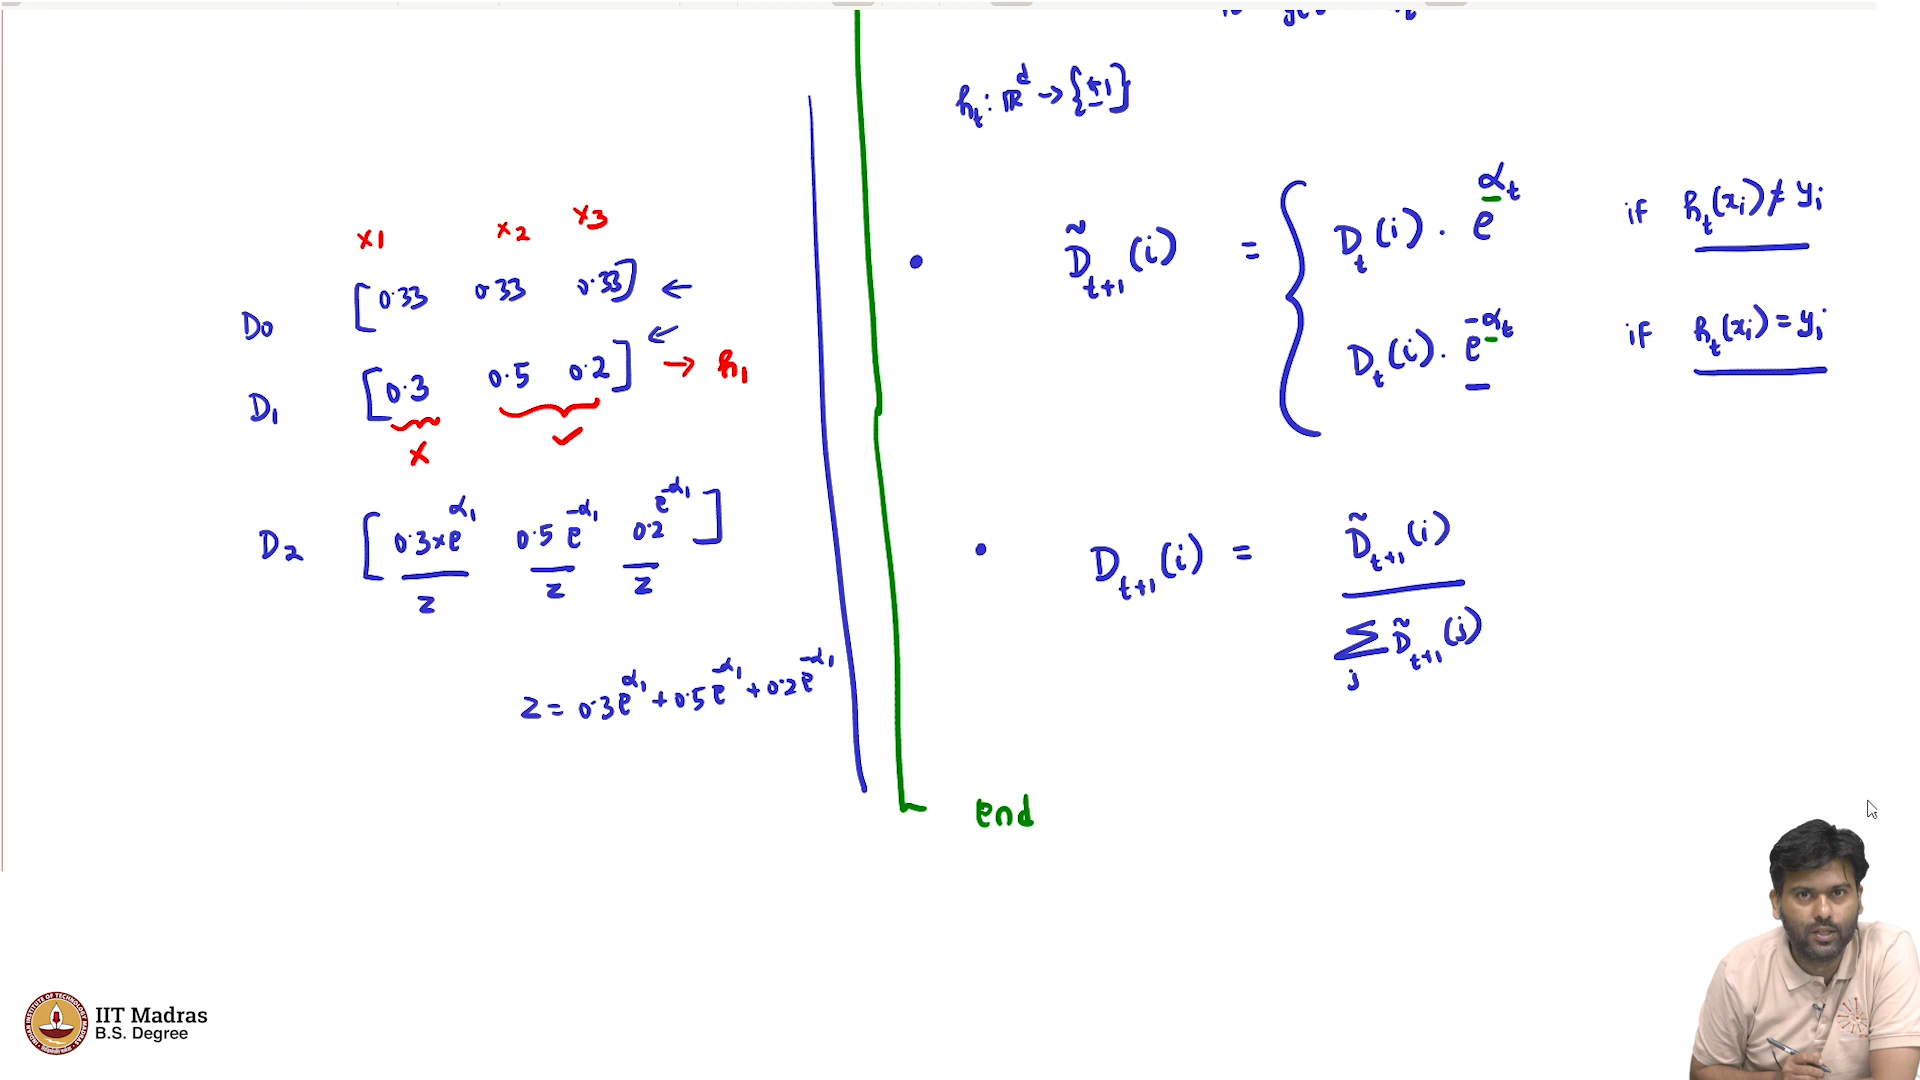 h_t : ℝ^d → {±1}
x1 x2 x3
D0 [0.33 0.33 0.33] ←
D1 [0.3 0.5 0.2] ← → h1
x ✓
D2 [0.3×e^α1/z 0.5 e^-α1/z 0.2 e^-α1/z]
z = 0.3e^α1 + 0.5e^-α1 + 0.2e^-α1
• D̃_t+1(i) = { D_t(i) · e^α_t if h_t(x_i) ≠ y_i
D_t(i) · e^-α_t if h_t(x_i) = y_i
• D_t+1(i) = D̃_t+1(i) / Σ_j D̃_t+1(j)
end
IIT Madras
B.S. Degree